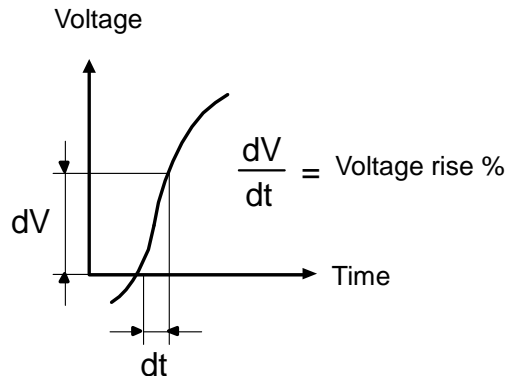 Voltage
dV
dt
= Voltage rise %
dV
Time
dt